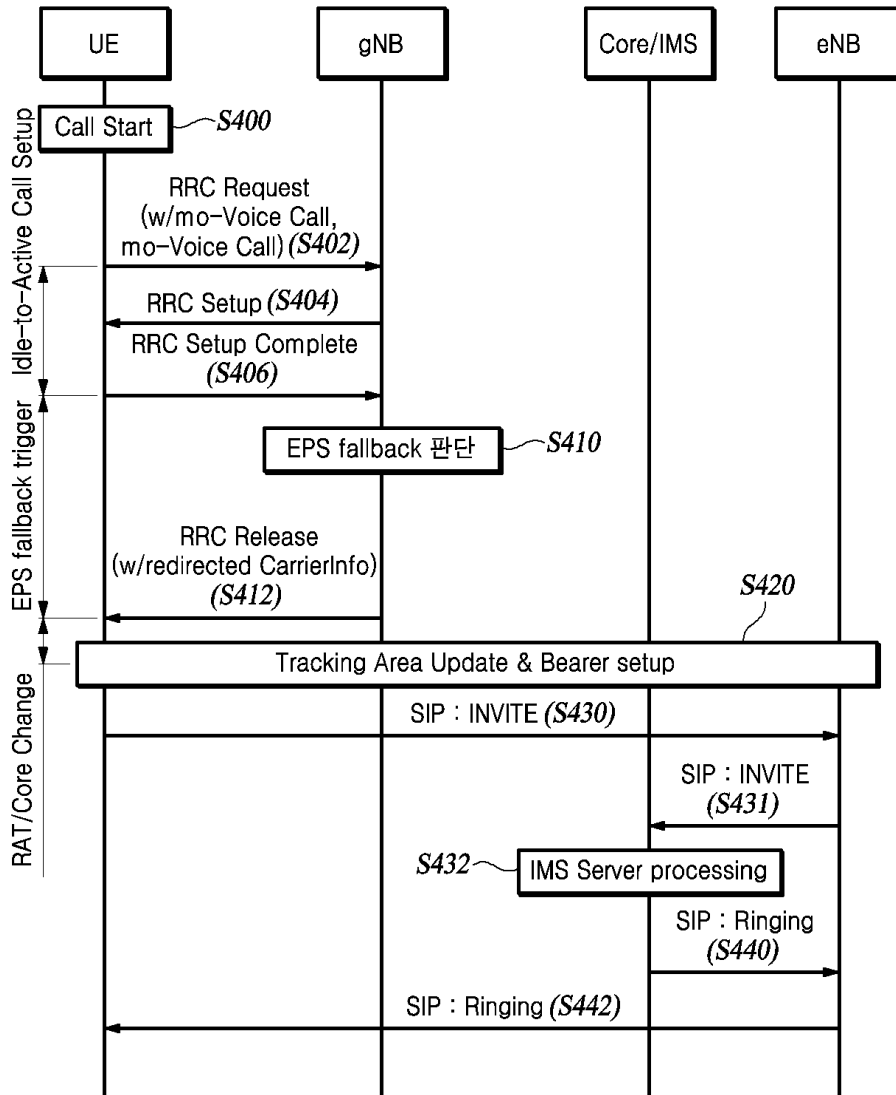 UE
gNB
Core/IMS
eNB
Call Start
S400
Idle-to-Active Call Setup
RRC Request
(w/mo-Voice Call,
mo-Voice Call) (S402)
RRC Setup (S404)
RRC Setup Complete
(S406)
EPS fallback trigger
EPS fallback 판단
S410
RRC Release
(w/redirected CarrierInfo)
(S412)
S420
Tracking Area Update & Bearer setup
RAT/Core Change
SIP : INVITE (S430)
SIP : INVITE
(S431)
S432
IMS Server processing
SIP : Ringing
(S440)
SIP : Ringing (S442)